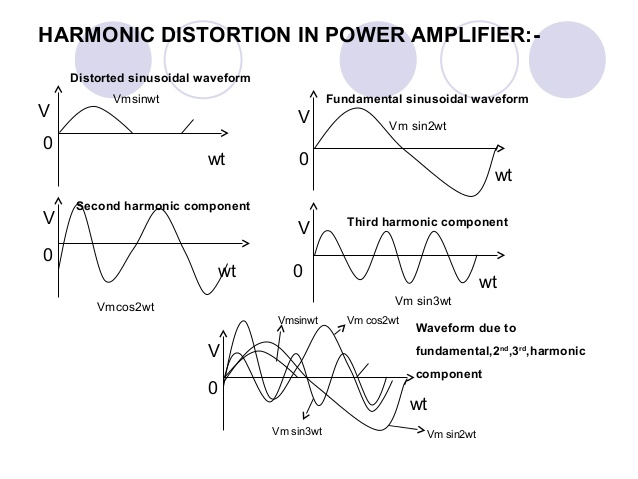 HARMONIC DISTORTION IN POWER AMPLIFIER:-
Distorted sinusoidal waveform
Vmsinwt
V
0
wt
Fundamental sinusoidal waveform
Vm sin2wt
V
0
wt
Second harmonic component
V
0
wt
Vmcos2wt
Third harmonic component
V
0
wt
Vm sin3wt
Vmsinwt
Vm cos2wt
V
0
wt
Vm sin3wt
Vm sin2wt
Waveform due to
fundamental,2nd,3rd,harmonic
component